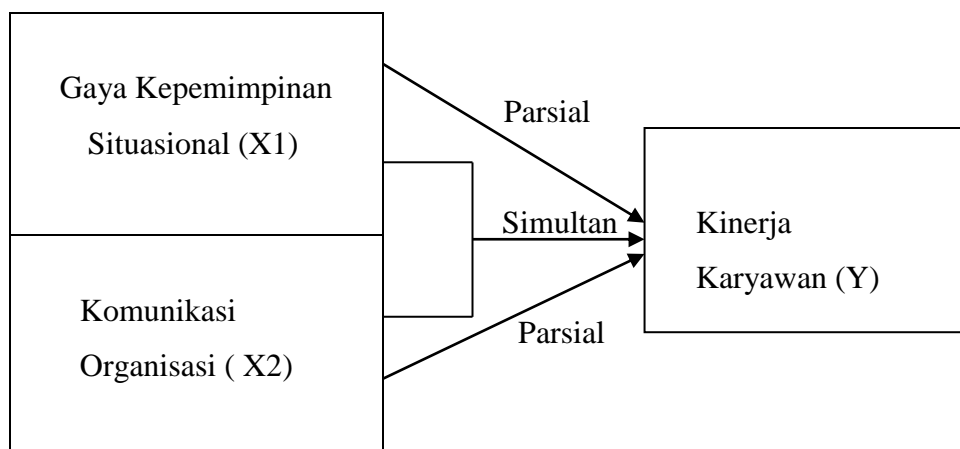 Gaya Kepemimpinan
Situasional (X1)
Parsial
Simultan
Kinerja
Karyawan (Y)
Komunikasi
Organisasi ( X2)
Parsial